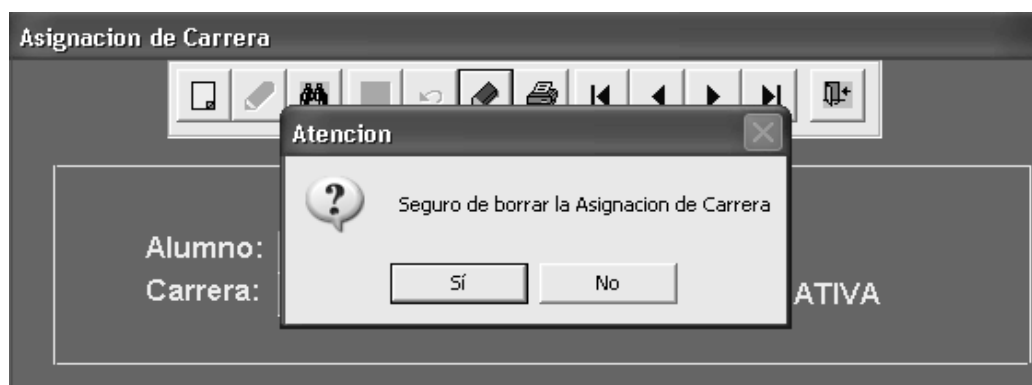 Asignacion de Carrera
Atencion
Seguro de borrar la Asignacion de Carrera
Alumno:
Sí No
Carrera: ATIVA